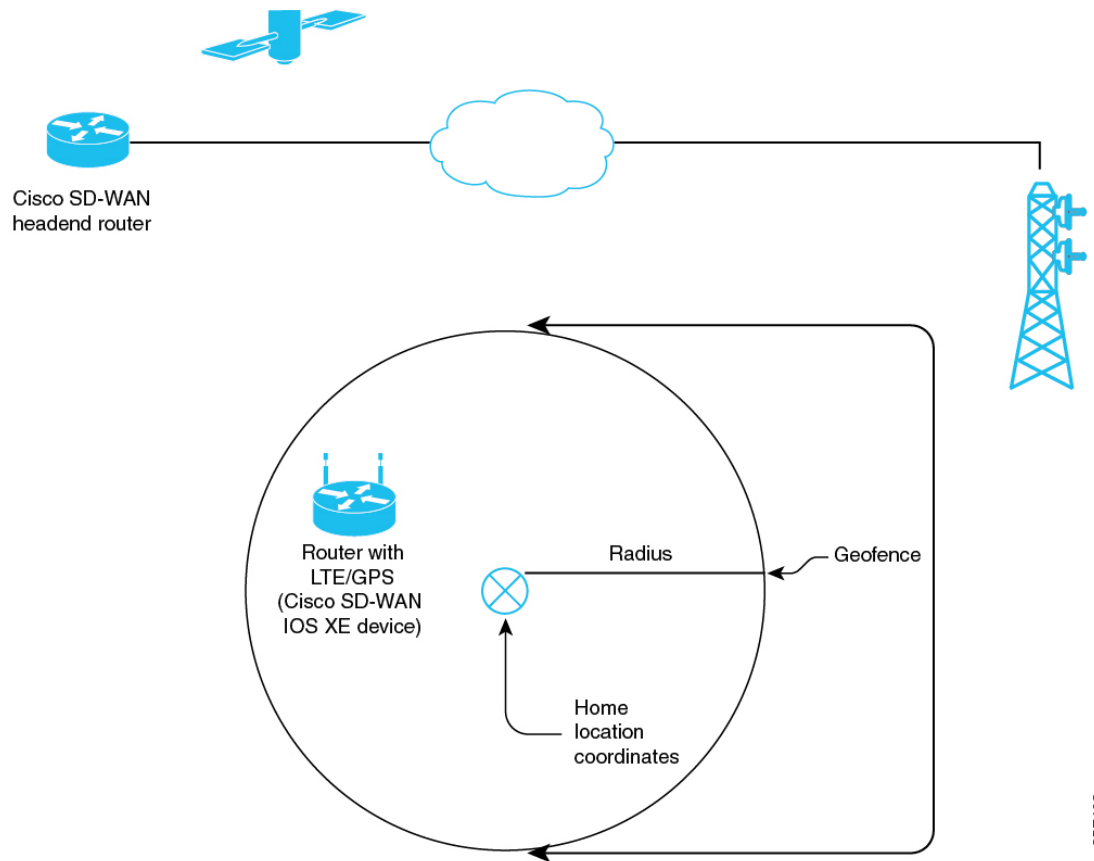 Cisco SD-WAN
headend router
Router with
LTE/GPS
(Cisco SD-WAN
IOS XE device)
Radius
Geofence
Home
location
coordinates